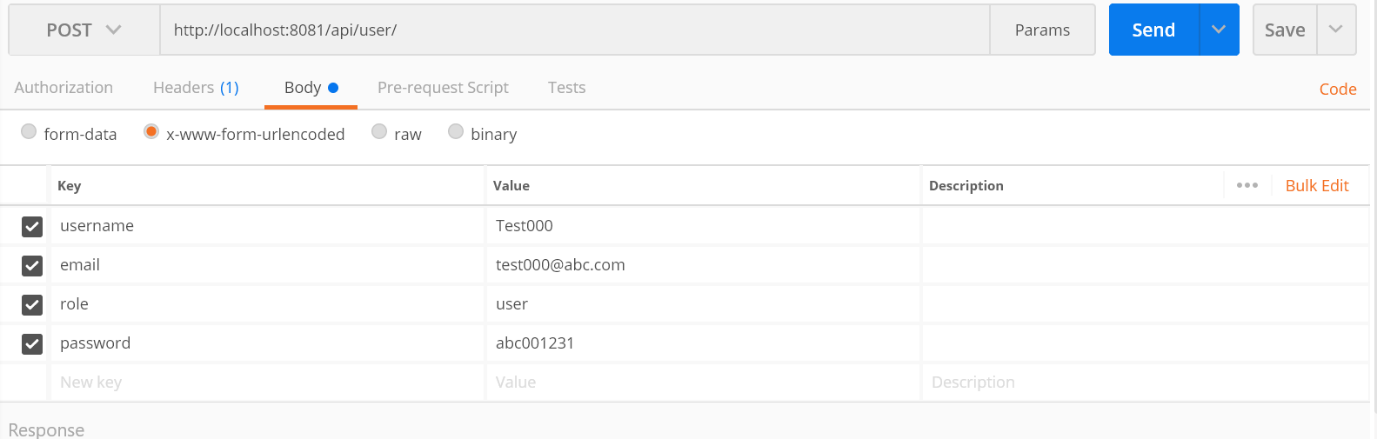 POST http://localhost:8081/api/user/ Params Send Save
Authorization Headers (1) Body Pre-request Script Tests Code
form-data x-www-form-urlencoded raw binary
Key Value Description ••• Bulk Edit
username Test000
email test000@abc.com
role user
password abc001231
New key Value Description
Response